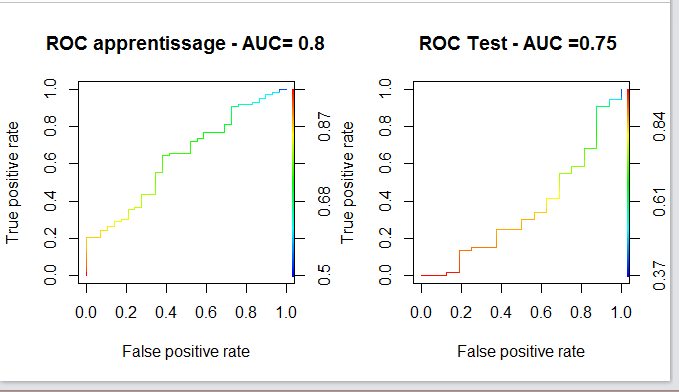 ROC apprentissage - AUC= 0.8
True positive rate
0.0 0.2 0.4 0.6 0.8 1.0
0.5 0.68 0.87
0.0 0.2 0.4 0.6 0.8 1.0
False positive rate
ROC Test - AUC =0.75
True positive rate
0.0 0.2 0.4 0.6 0.8 1.0
0.37 0.61 0.84
0.0 0.2 0.4 0.6 0.8 1.0
False positive rate